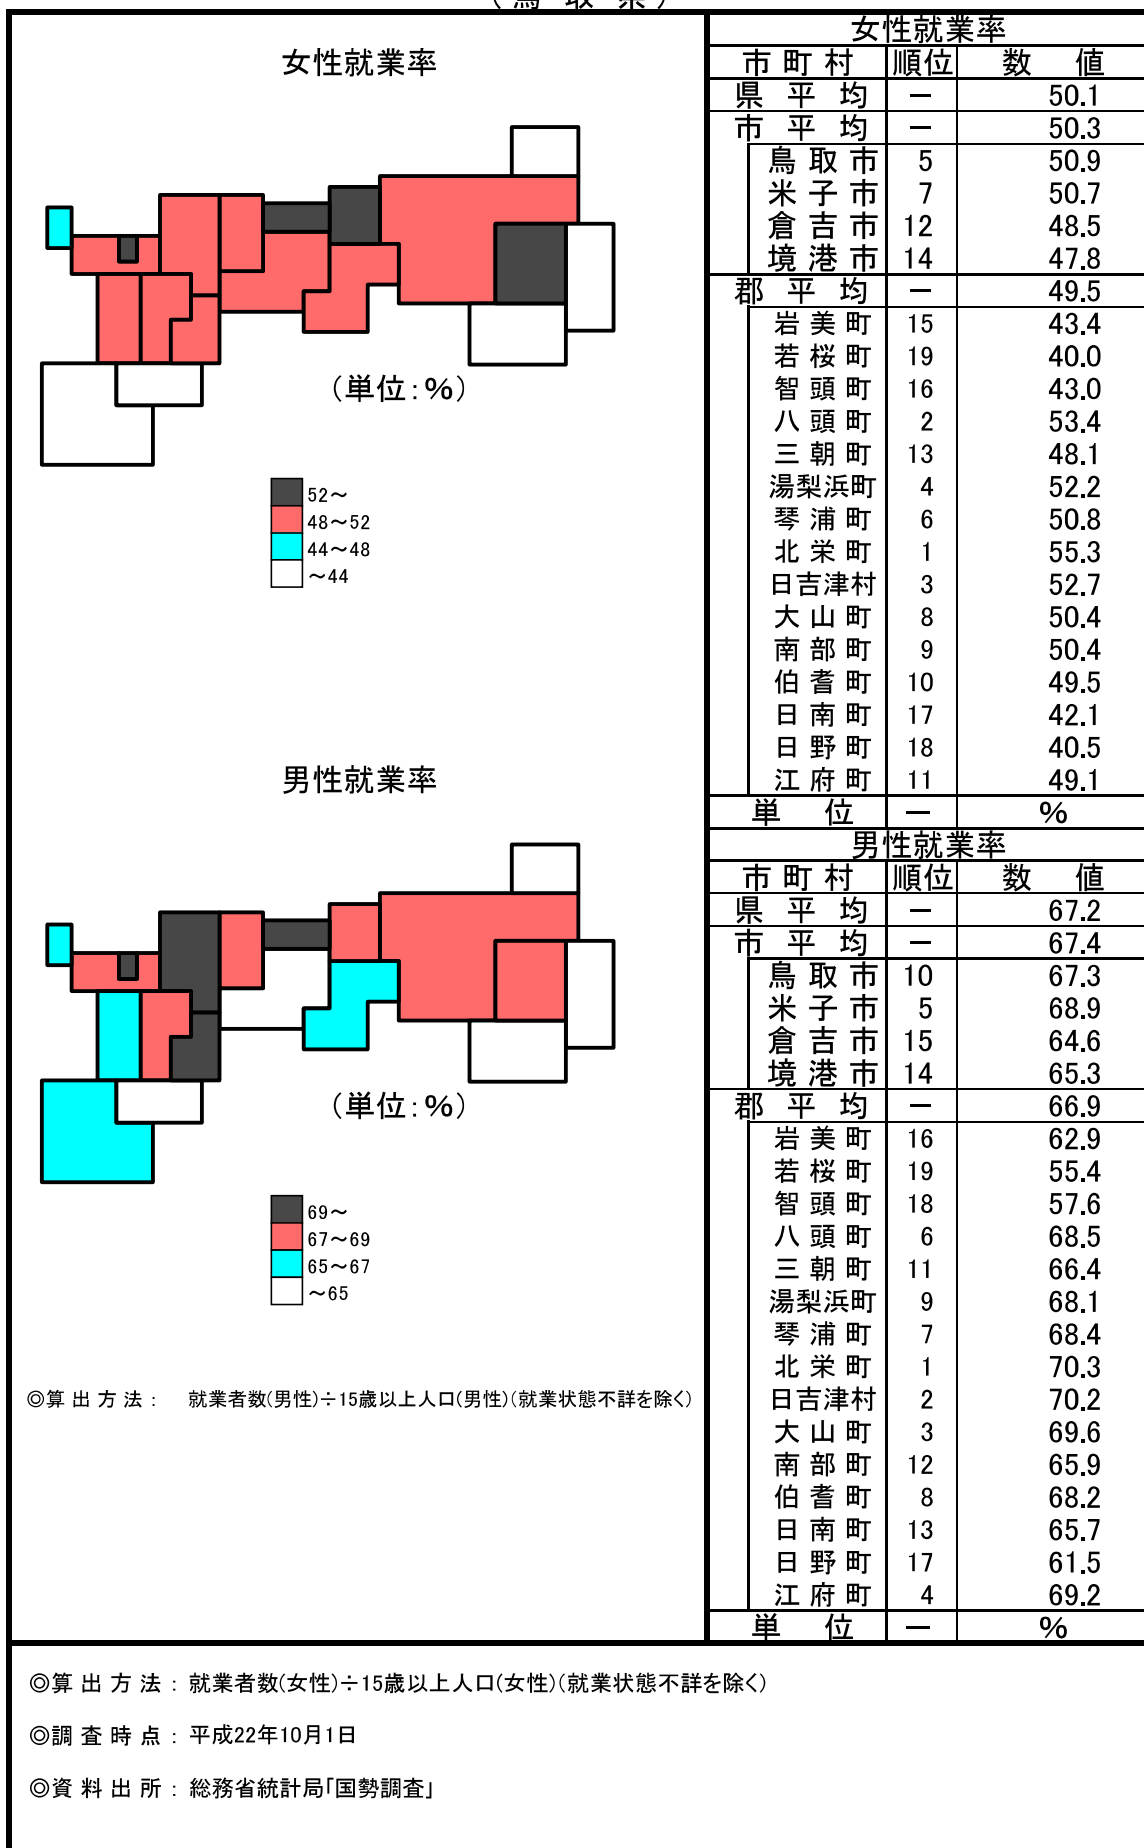 (鳥 取 県)
女性就業率
(単位:%)
52～
48～52
44～48
～44
男性就業率
(単位:%)
69～
67～69
65～67
～65
◎算 出 方 法 : 就業者数(男性)÷15歳以上人口(男性)(就業状態不詳を除く)
女性就業率
市 町 村 順位 数 値
県 平 均 － 50.1
市 平 均 － 50.3
鳥 取 市 5 50.9
米 子 市 7 50.7
倉 吉 市 12 48.5
境 港 市 14 47.8
郡 平 均 － 49.5
岩 美 町 15 43.4
若 桜 町 19 40.0
智 頭 町 16 43.0
八 頭 町 2 53.4
三 朝 町 13 48.1
湯梨浜町 4 52.2
琴 浦 町 6 50.8
北 栄 町 1 55.3
日吉津村 3 52.7
大 山 町 8 50.4
南 部 町 9 50.4
伯 耆 町 10 49.5
日 南 町 17 42.1
日 野 町 18 40.5
江 府 町 11 49.1
単 位 － %
男性就業率
市 町 村 順位 数 値
県 平 均 － 67.2
市 平 均 － 67.4
鳥 取 市 10 67.3
米 子 市 5 68.9
倉 吉 市 15 64.6
境 港 市 14 65.3
郡 平 均 － 66.9
岩 美 町 16 62.9
若 桜 町 19 55.4
智 頭 町 18 57.6
八 頭 町 6 68.5
三 朝 町 11 66.4
湯梨浜町 9 68.1
琴 浦 町 7 68.4
北 栄 町 1 70.3
日吉津村 2 70.2
大 山 町 3 69.6
南 部 町 12 65.9
伯 耆 町 8 68.2
日 南 町 13 65.7
日 野 町 17 61.5
江 府 町 4 69.2
単 位 － %
◎算 出 方 法 : 就業者数(女性)÷15歳以上人口(女性)(就業状態不詳を除く)
◎調 査 時 点 : 平成22年10月1日
◎資 料 出 所 : 総務省統計局「国勢調査」